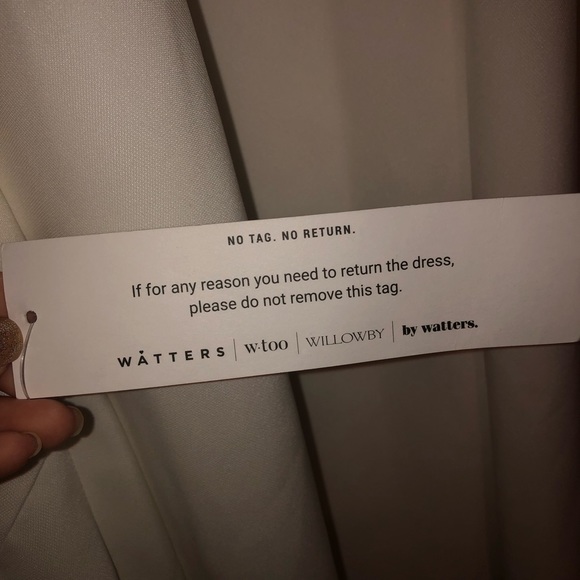 NO TAG. NO RETURN.
If for any reason you need to return the dress,
please do not remove this tag.
WÅTTERS | w·too | WILLOWBY | by watters.